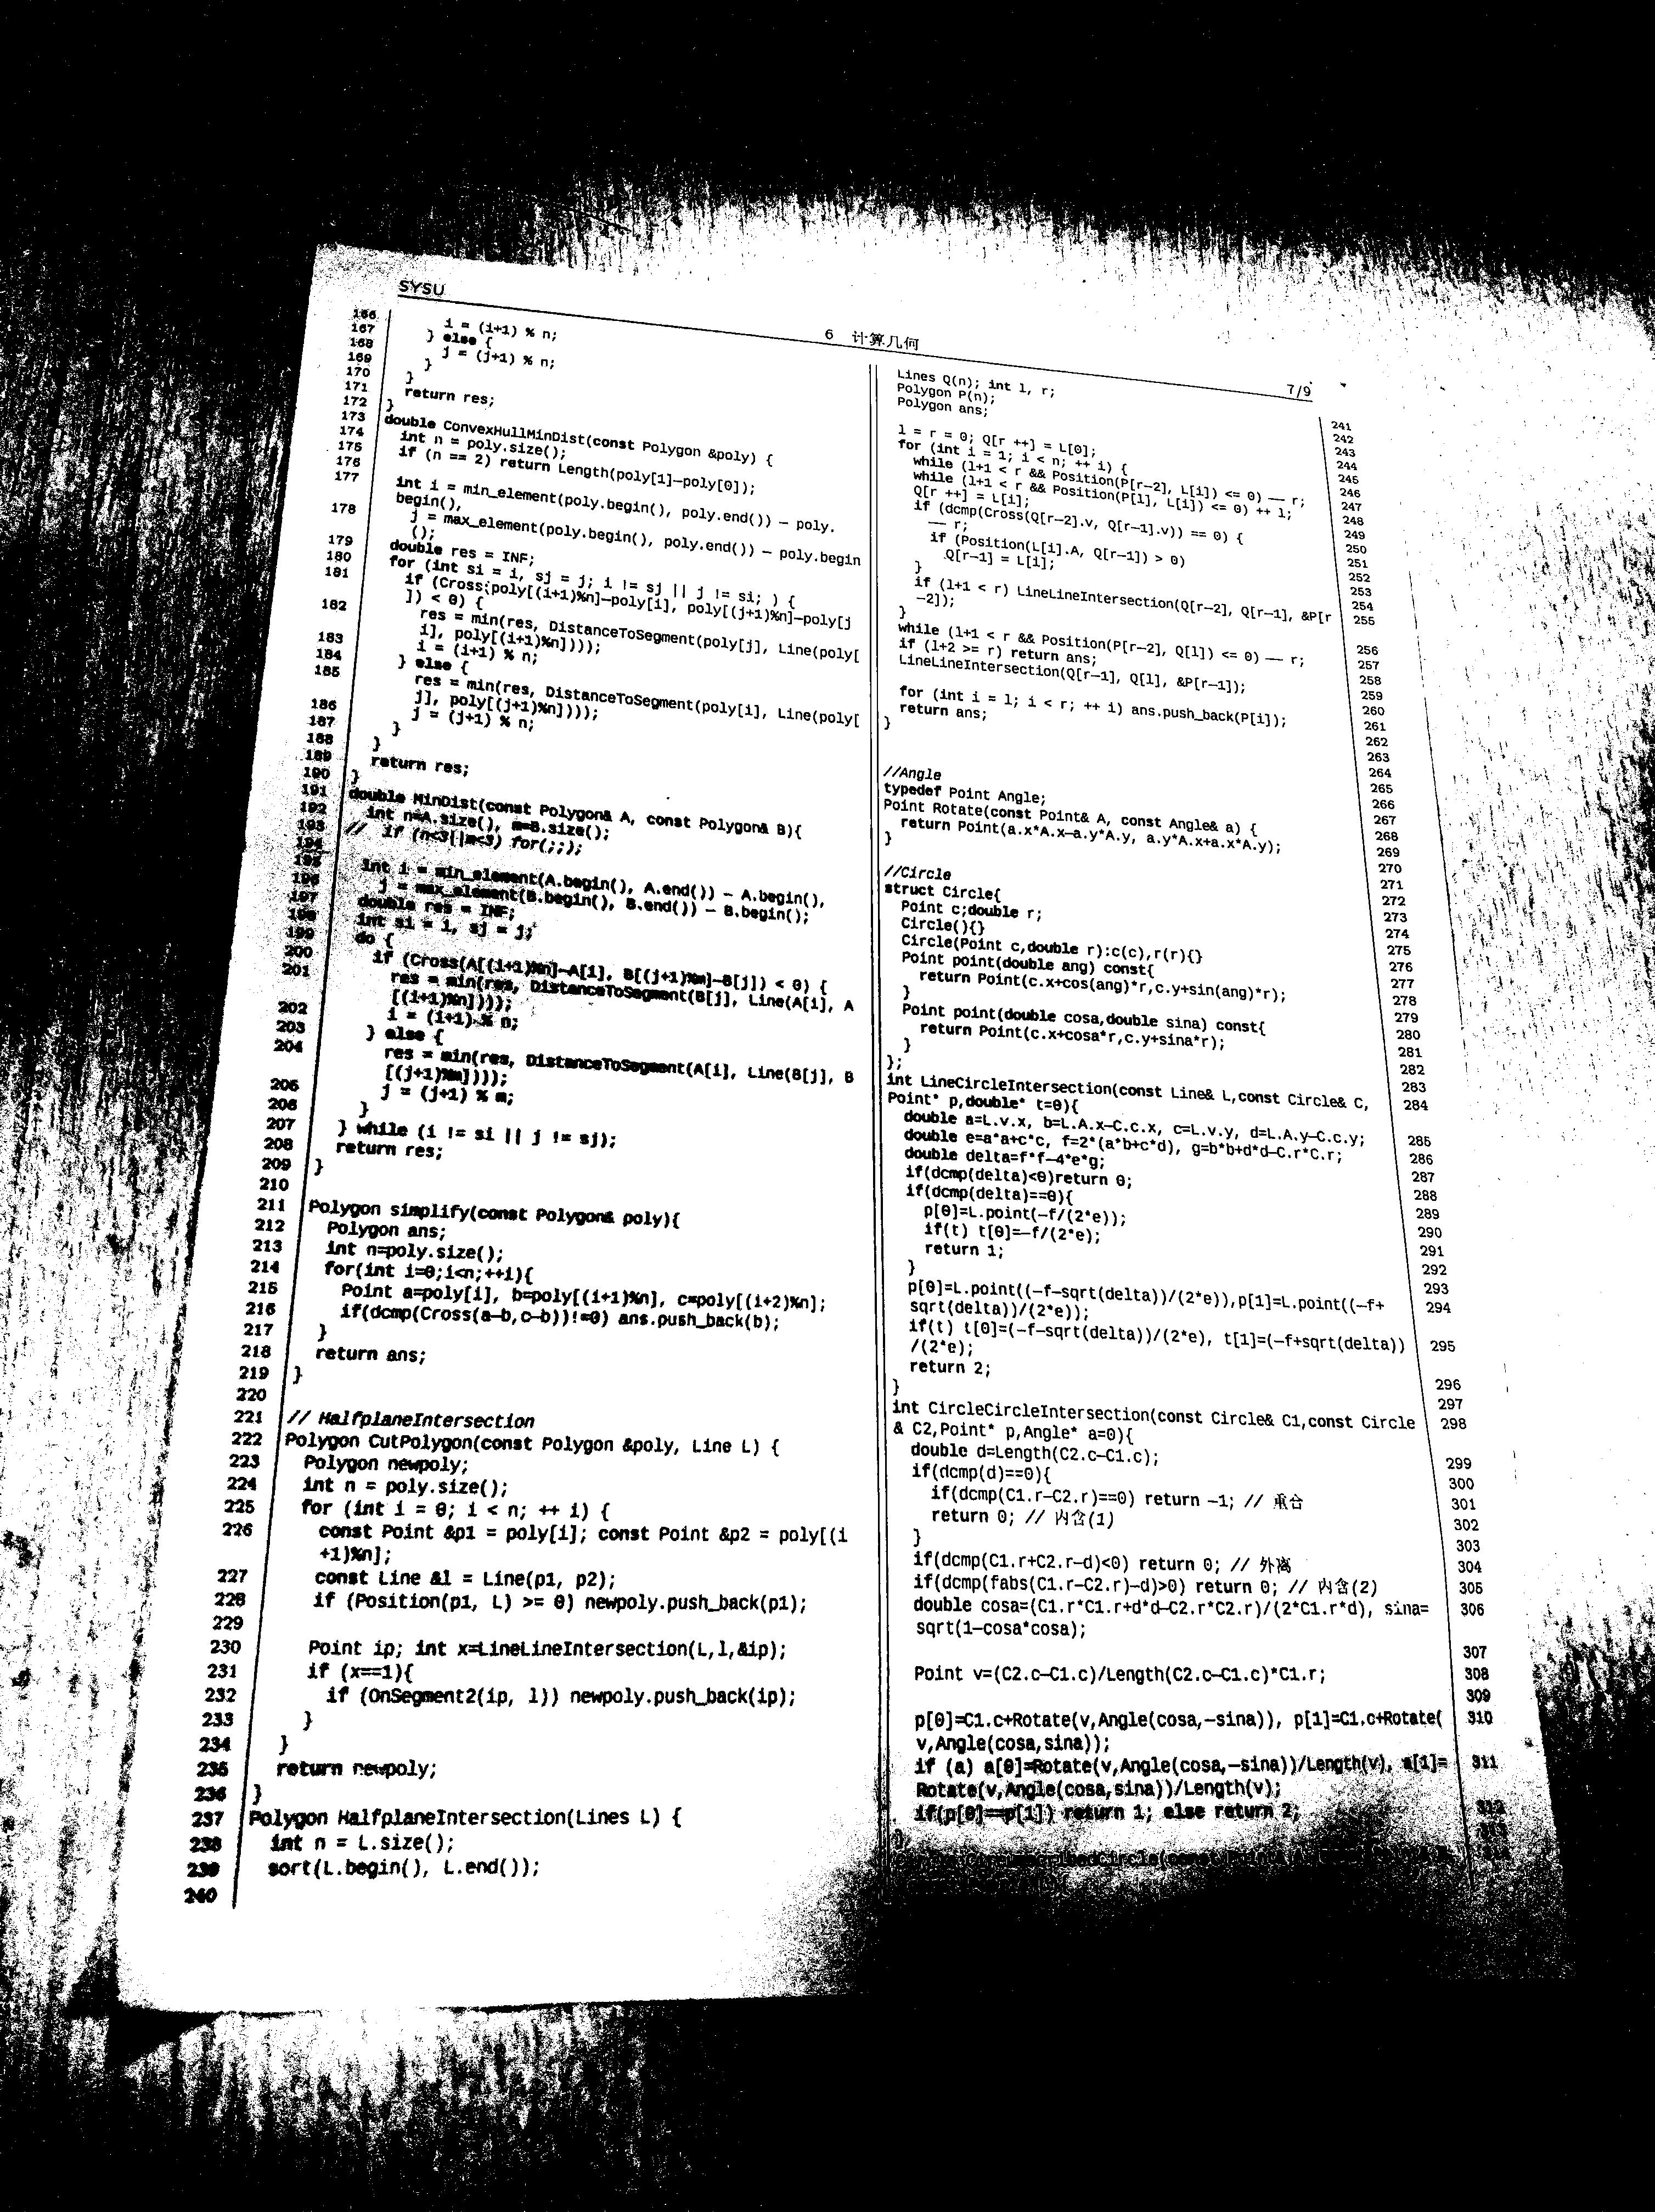 SYSU
6 计算几何
7/9
166 i = (i+1) % n;
167 } else {
168 j = (j+1) % n;
169 }
170 }
171 return res;
172 }
173 double ConvexHullMinDist(const Polygon &poly) {
174 int n = poly.size();
175 if (n == 2) return Length(poly[1]—poly[0]);
176
177 int i = min_element(poly.begin(), poly.end()) — poly.
begin(),
178 j = max_element(poly.begin(), poly.end()) — poly.begin
();
179 double res = INF;
180 for (int si = i, sj = j; i != sj || j != si; ) {
181 if (Cross(poly[(i+1)%n]—poly[i], poly[(j+1)%n]—poly[j
]) < 0) {
182 res = min(res, DistanceToSegment(poly[j], Line(poly[
i], poly[(i+1)%n])));
183 i = (i+1) % n;
184 } else {
185 res = min(res, DistanceToSegment(poly[i], Line(poly[
j], poly[(j+1)%n])));
186 j = (j+1) % n;
187 }
188 }
189 return res;
190 }
191 double MinDist(const Polygon& A, const Polygon& B){
192 int n=A.size(), m=B.size();
193 // if (n<3||m<3) for(;;);
194
195 int i = min_element(A.begin(), A.end()) — A.begin(),
196 j = max_element(B.begin(), B.end()) — B.begin();
197 double res = INF;
198 int si = i, sj = j;
199 do {
200 if (Cross(A[(i+1)%n]—A[i], B[(j+1)%m]—B[j]) < 0) {
201 res = min(res, DistanceToSegment(B[j], Line(A[i], A
[(i+1)%n])));
202 i = (i+1) % n;
203 } else {
204 res = min(res, DistanceToSegment(A[i], Line(B[j], B
[(j+1)%m])));
205 j = (j+1) % m;
206 }
207 } while (i != si || j != sj);
208 return res;
209 }
210
211 Polygon simplify(const Polygon& poly){
212 Polygon ans;
213 int n=poly.size();
214 for(int i=0;i<n;++i){
215 Point a=poly[i], b=poly[(i+1)%n], c=poly[(i+2)%n];
216 if(dcmp(Cross(a—b,c—b))!=0) ans.push_back(b);
217 }
218 return ans;
219 }
220
221 // HalfplaneIntersection
222 Polygon CutPolygon(const Polygon &poly, Line L) {
223 Polygon newpoly;
224 int n = poly.size();
225 for (int i = 0; i < n; ++ i) {
226 const Point &p1 = poly[i]; const Point &p2 = poly[(i
+1)%n];
227 const Line &l = Line(p1, p2);
228 if (Position(p1, L) >= 0) newpoly.push_back(p1);
229
230 Point ip; int x=LineLineIntersection(L,l,&ip);
231 if (x==1){
232 if (OnSegment2(ip, l)) newpoly.push_back(ip);
233 }
234 }
235 return newpoly;
236 }
237 Polygon HalfplaneIntersection(Lines L) {
238 int n = L.size();
239 sort(L.begin(), L.end());
240
Lines Q(n); int l, r; 241
Polygon P(n); 242
Polygon ans; 243
244
l = r = 0; Q[r ++] = L[0]; 245
for (int i = 1; i < n; ++ i) { 246
while (l+1 < r && Position(P[r—2], L[i]) <= 0) —— r; 247
while (l+1 < r && Position(P[l], L[i]) <= 0) ++ l; 248
Q[r ++] = L[i]; 249
if (dcmp(Cross(Q[r—2].v, Q[r—1].v)) == 0) { 250
—— r; 251
if (Position(L[i].A, Q[r—1]) > 0) 252
Q[r—1] = L[i]; 253
} 254
if (l+1 < r) LineLineIntersection(Q[r—2], Q[r—1], &P[r 255
—2]);
} 256
while (l+1 < r && Position(P[r—2], Q[l]) <= 0) —— r; 257
if (l+2 >= r) return ans; 258
LineLineIntersection(Q[r—1], Q[l], &P[r—1]); 259
260
for (int i = l; i < r; ++ i) ans.push_back(P[i]); 261
return ans; 262
} 263
264
265
//Angle 266
typedef Point Angle; 267
Point Rotate(const Point& A, const Angle& a) { 268
return Point(a.x*A.x—a.y*A.y, a.y*A.x+a.x*A.y); 269
} 270
271
//Circle 272
struct Circle{ 273
Point c;double r; 274
Circle(){} 275
Circle(Point c,double r):c(c),r(r){} 276
Point point(double ang) const{ 277
return Point(c.x+cos(ang)*r,c.y+sin(ang)*r); 278
} 279
Point point(double cosa,double sina) const{ 280
return Point(c.x+cosa*r,c.y+sina*r); 281
} 282
}; 283
int LineCircleIntersection(const Line& L,const Circle& C, 284
Point* p,double* t=0){
double a=L.v.x, b=L.A.x—C.c.x, c=L.v.y, d=L.A.y—C.c.y; 285
double e=a*a+c*c, f=2*(a*b+c*d), g=b*b+d*d—C.r*C.r; 286
double delta=f*f—4*e*g; 287
if(dcmp(delta)<0)return 0; 288
if(dcmp(delta)==0){ 289
p[0]=L.point(—f/(2*e)); 290
if(t) t[0]=—f/(2*e); 291
return 1; 292
} 293
p[0]=L.point((—f—sqrt(delta))/(2*e)),p[1]=L.point((—f+ 294
sqrt(delta))/(2*e));
if(t) t[0]=(—f—sqrt(delta))/(2*e), t[1]=(—f+sqrt(delta)) 295
/(2*e);
return 2; 296
} 297
int CircleCircleIntersection(const Circle& C1,const Circle 298
& C2,Point* p,Angle* a=0){
double d=Length(C2.c—C1.c); 299
if(dcmp(d)==0){ 300
if(dcmp(C1.r—C2.r)==0) return —1; // 重合 301
return 0; // 内含(1) 302
} 303
if(dcmp(C1.r+C2.r—d)<0) return 0; // 外离 304
if(dcmp(fabs(C1.r—C2.r)—d)>0) return 0; // 内含(2) 305
double cosa=(C1.r*C1.r+d*d—C2.r*C2.r)/(2*C1.r*d), sina= 306
sqrt(1—cosa*cosa);
307
Point v=(C2.c—C1.c)/Length(C2.c—C1.c)*C1.r; 308
309
p[0]=C1.c+Rotate(v,Angle(cosa,—sina)), p[1]=C1.c+Rotate( 310
v,Angle(cosa,sina));
if (a) a[0]=Rotate(v,Angle(cosa,—sina))/Length(v), a[1]= 311
Rotate(v,Angle(cosa,sina))/Length(v);
if(p[0]==p[1]) return 1; else return 2; 312